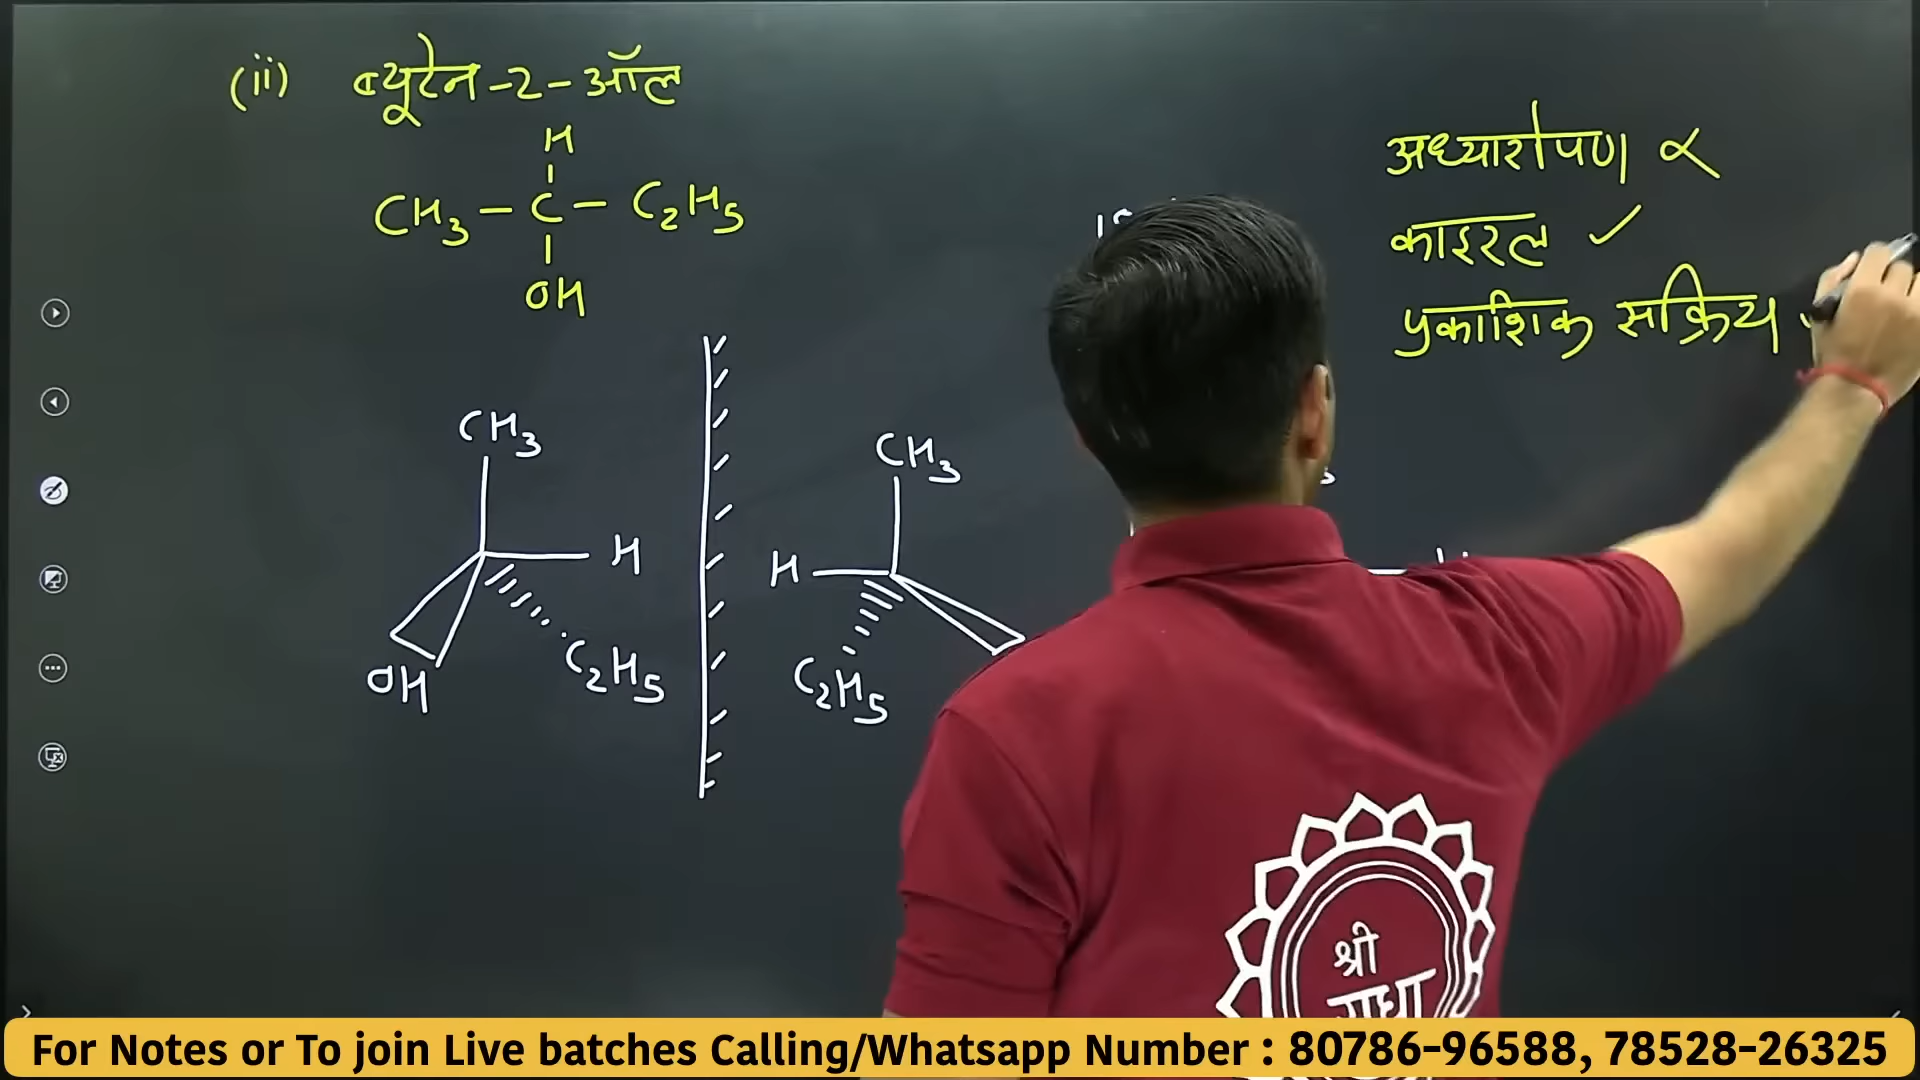 (ii) ब्यूटेन-2-ऑल
H
CH3 - C - C2H5
OH
अध्यारोपण ×
काइरल ✓
प्रकाशिक सक्रिय
CH3
H
OH
C2H5
CH3
H
C2H5
श्री
राधा
For Notes or To join Live batches Calling/Whatsapp Number : 80786-96588, 78528-26325